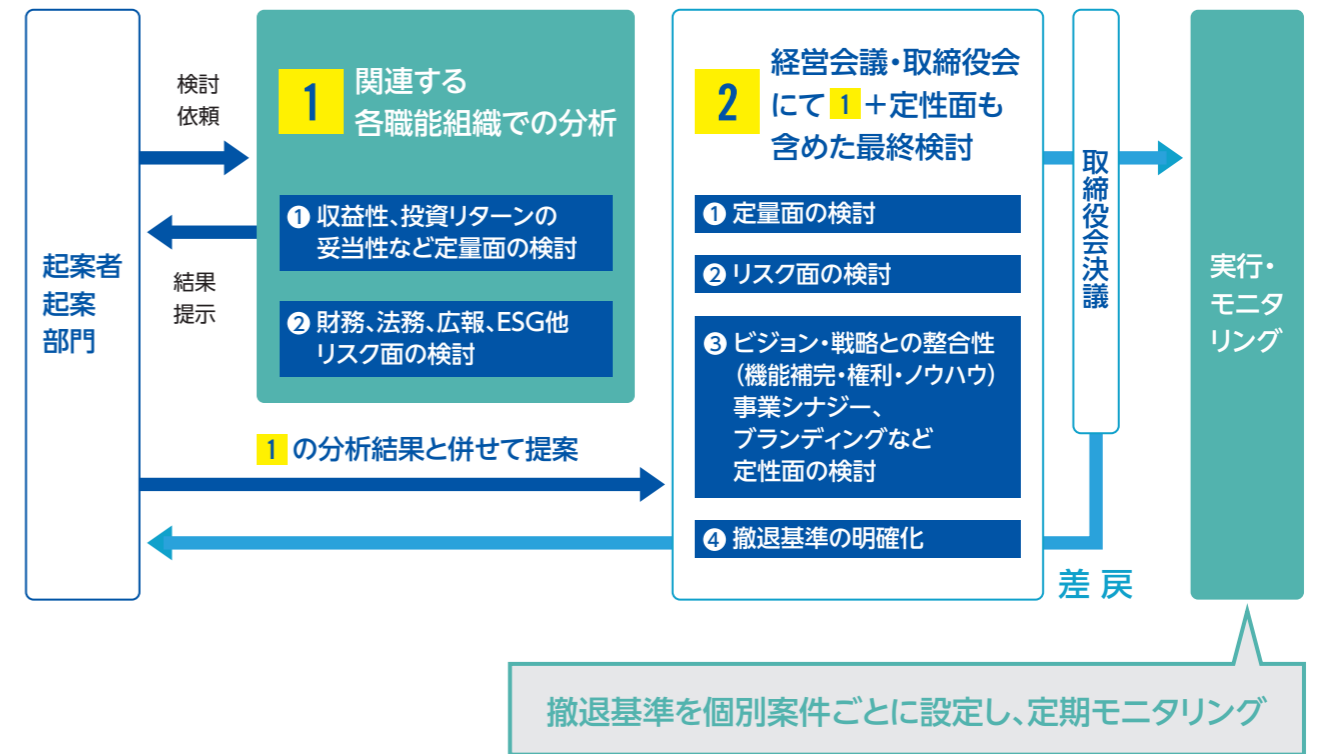 起案者
起案
部門
検討
依頼
結果
提示
1 関連する
各職能組織での分析
❶ 収益性、投資リターンの
妥当性など定量面の検討
❷ 財務、法務、広報、ESG他
リスク面の検討
1 の分析結果と併せて提案
2 経営会議・取締役会
にて 1 +定性面も
含めた最終検討
❶ 定量面の検討
❷ リスク面の検討
❸ ビジョン・戦略との整合性
(機能補完・権利・ノウハウ)
事業シナジー、
ブランディングなど
定性面の検討
❹ 撤退基準の明確化
取締役会決議
差 戻
実行・
モニタ
リング
撤退基準を個別案件ごとに設定し、定期モニタリング